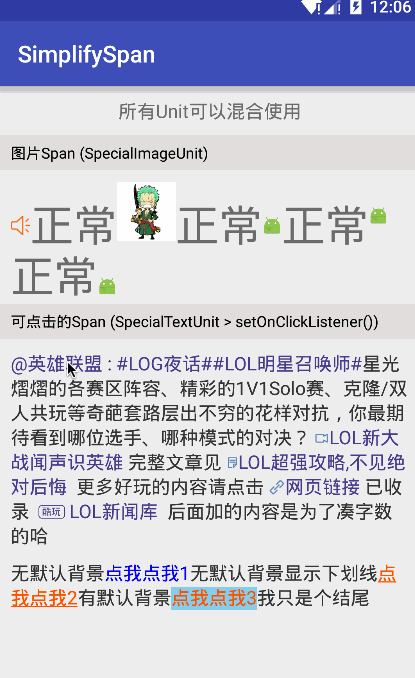 12:06
SimplifySpan
所有Unit可以混合使用
图片Span (SpecialImageUnit)
正常 正常 正常
正常
可点击的Span (SpecialTextUnit > setOnClickListener())
@英雄联盟 : #LOG夜话##LOL明星召唤师#星光
熠熠的各赛区阵容、精彩的1V1Solo赛、克隆/双
人共玩等奇葩套路层出不穷的花样对抗，你最期
待看到哪位选手、哪种模式的对决？ LOL新大
战闻声识英雄 完整文章见 LOL超强攻略,不见绝
对后悔 更多好玩的内容请点击 网页链接 已收
录 酷玩 LOL新闻库 后面加的内容是为了凑字数
的哈
无默认背景点我点我1无默认背景显示下划线点
我点我2有默认背景点我点我3我只是个结尾